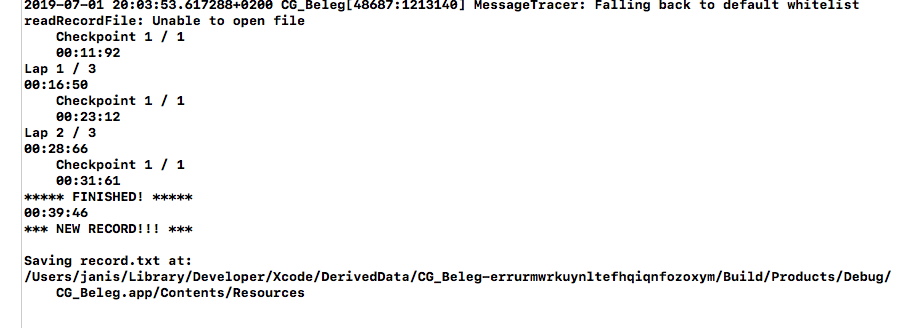 2019-07-01 20:03:53.617288+0200 CG_Beleg[48687:1213140] MessageTracer: Falling back to default whitelist
readRecordFile: Unable to open file
    Checkpoint 1 / 1
    00:11:92
Lap 1 / 3
00:16:50
    Checkpoint 1 / 1
    00:23:12
Lap 2 / 3
00:28:66
    Checkpoint 1 / 1
    00:31:61
***** FINISHED! *****
00:39:46
*** NEW RECORD!!! ***

Saving record.txt at:
/Users/janis/Library/Developer/Xcode/DerivedData/CG_Beleg-errurmwrkuynltefhqiqnfozoxym/Build/Products/Debug/
    CG_Beleg.app/Contents/Resources